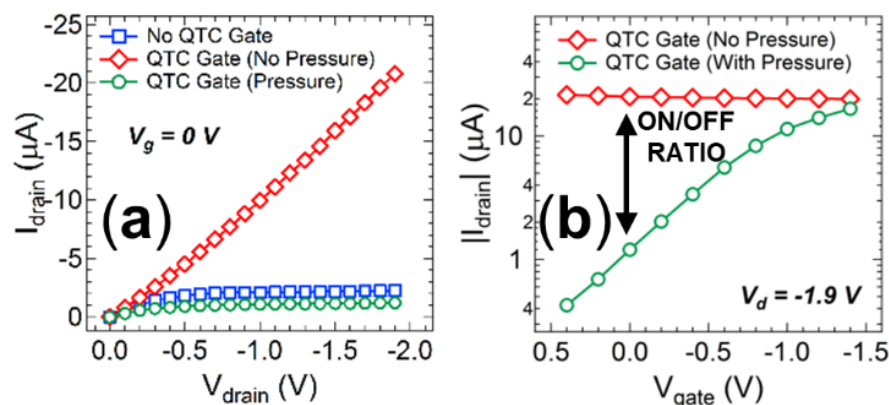 (a)
No QTC Gate
QTC Gate (No Pressure)
QTC Gate (Pressure)
V_g = 0 V
I_drain (μA)
-25
-20
-15
-10
-5
0
0.0 -0.5 -1.0 -1.5 -2.0
V_drain (V)
(b)
QTC Gate (No Pressure)
QTC Gate (With Pressure)
ON/OFF
RATIO
V_d = -1.9 V
|I_drain| (μA)
4
2
10
4
2
1
4
0.5 0.0 -0.5 -1.0 -1.5
V_gate (V)